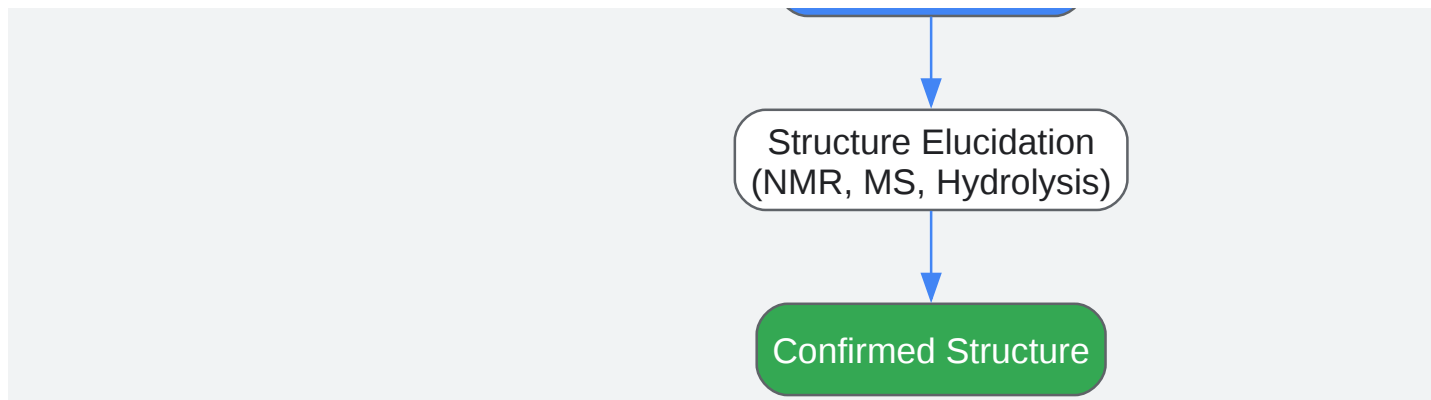 Structure Elucidation
(NMR, MS, Hydrolysis)
Confirmed Structure